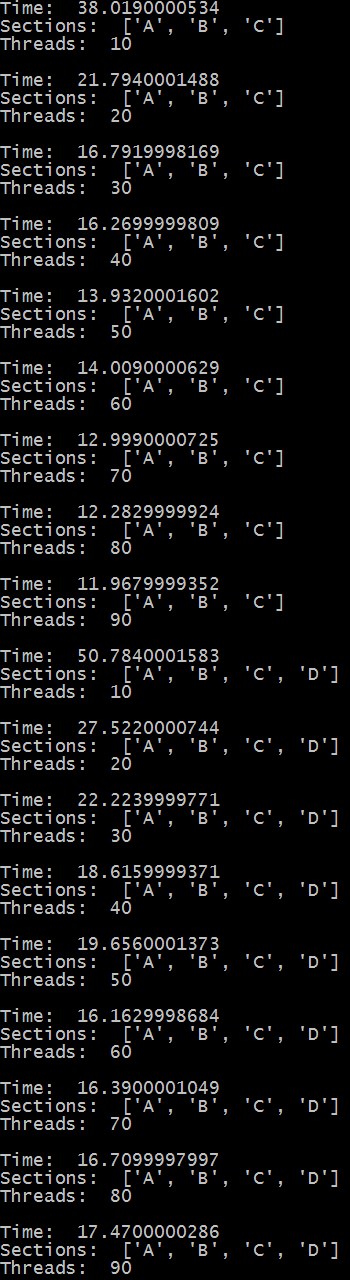 Time:  38.0190000534
Sections:  ['A', 'B', 'C']
Threads:  10
Time:  21.7940001488
Sections:  ['A', 'B', 'C']
Threads:  20
Time:  16.7919998169
Sections:  ['A', 'B', 'C']
Threads:  30
Time:  16.2699999809
Sections:  ['A', 'B', 'C']
Threads:  40
Time:  13.9320001602
Sections:  ['A', 'B', 'C']
Threads:  50
Time:  14.0090000629
Sections:  ['A', 'B', 'C']
Threads:  60
Time:  12.9990000725
Sections:  ['A', 'B', 'C']
Threads:  70
Time:  12.2829999924
Sections:  ['A', 'B', 'C']
Threads:  80
Time:  11.9679999352
Sections:  ['A', 'B', 'C']
Threads:  90
Time:  50.7840001583
Sections:  ['A', 'B', 'C', 'D']
Threads:  10
Time:  27.5220000744
Sections:  ['A', 'B', 'C', 'D']
Threads:  20
Time:  22.2239999771
Sections:  ['A', 'B', 'C', 'D']
Threads:  30
Time:  18.6159999371
Sections:  ['A', 'B', 'C', 'D']
Threads:  40
Time:  19.6560001373
Sections:  ['A', 'B', 'C', 'D']
Threads:  50
Time:  16.1629998684
Sections:  ['A', 'B', 'C', 'D']
Threads:  60
Time:  16.3900001049
Sections:  ['A', 'B', 'C', 'D']
Threads:  70
Time:  16.7099997997
Sections:  ['A', 'B', 'C', 'D']
Threads:  80
Time:  17.4700000286
Sections:  ['A', 'B', 'C', 'D']
Threads:  90